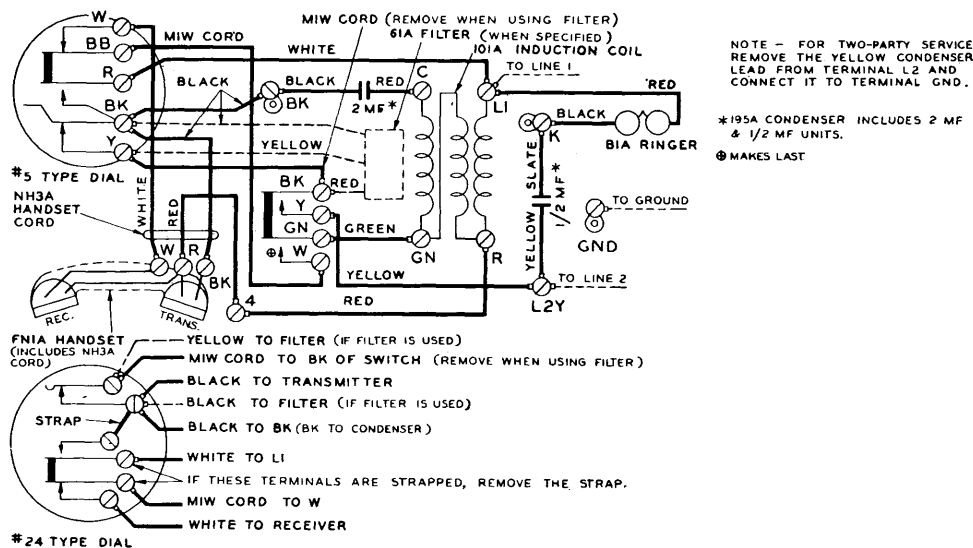 W
BB
R
BK
Y
#5 TYPE DIAL
MIW CORD
WHITE
BLACK
YELLOW
MIW CORD (REMOVE WHEN USING FILTER)
61A FILTER (WHEN SPECIFIED)
101A INDUCTION COIL
BLACK
BK
RED
2 MF*
C
TO LINE 1
L1
RED
BLACK
K
B1A RINGER
BK
RED
Y
GN
GREEN
⊕ W
GN
R
YELLOW
YELLOW SLATE
1/2 MF*
TO GROUND
GND
TO LINE 2
L2Y
RED
4
NH3A
HANDSET
CORD
WHITE
RED
W
R
BK
REC.
TRANS.
FN1A HANDSET
(INCLUDES NH3A
CORD)
NOTE - FOR TWO-PARTY SERVICE
REMOVE THE YELLOW CONDENSER
LEAD FROM TERMINAL L2 AND
CONNECT IT TO TERMINAL GND.
*195A CONDENSER INCLUDES 2 MF
& 1/2 MF UNITS.
⊕ MAKES LAST
YELLOW TO FILTER (IF FILTER IS USED)
MIW CORD TO BK OF SWITCH (REMOVE WHEN USING FILTER)
BLACK TO TRANSMITTER
BLACK TO FILTER (IF FILTER IS USED)
STRAP
BLACK TO BK (BK TO CONDENSER)
WHITE TO L1
IF THESE TERMINALS ARE STRAPPED, REMOVE THE STRAP.
MIW CORD TO W
WHITE TO RECEIVER
#24 TYPE DIAL